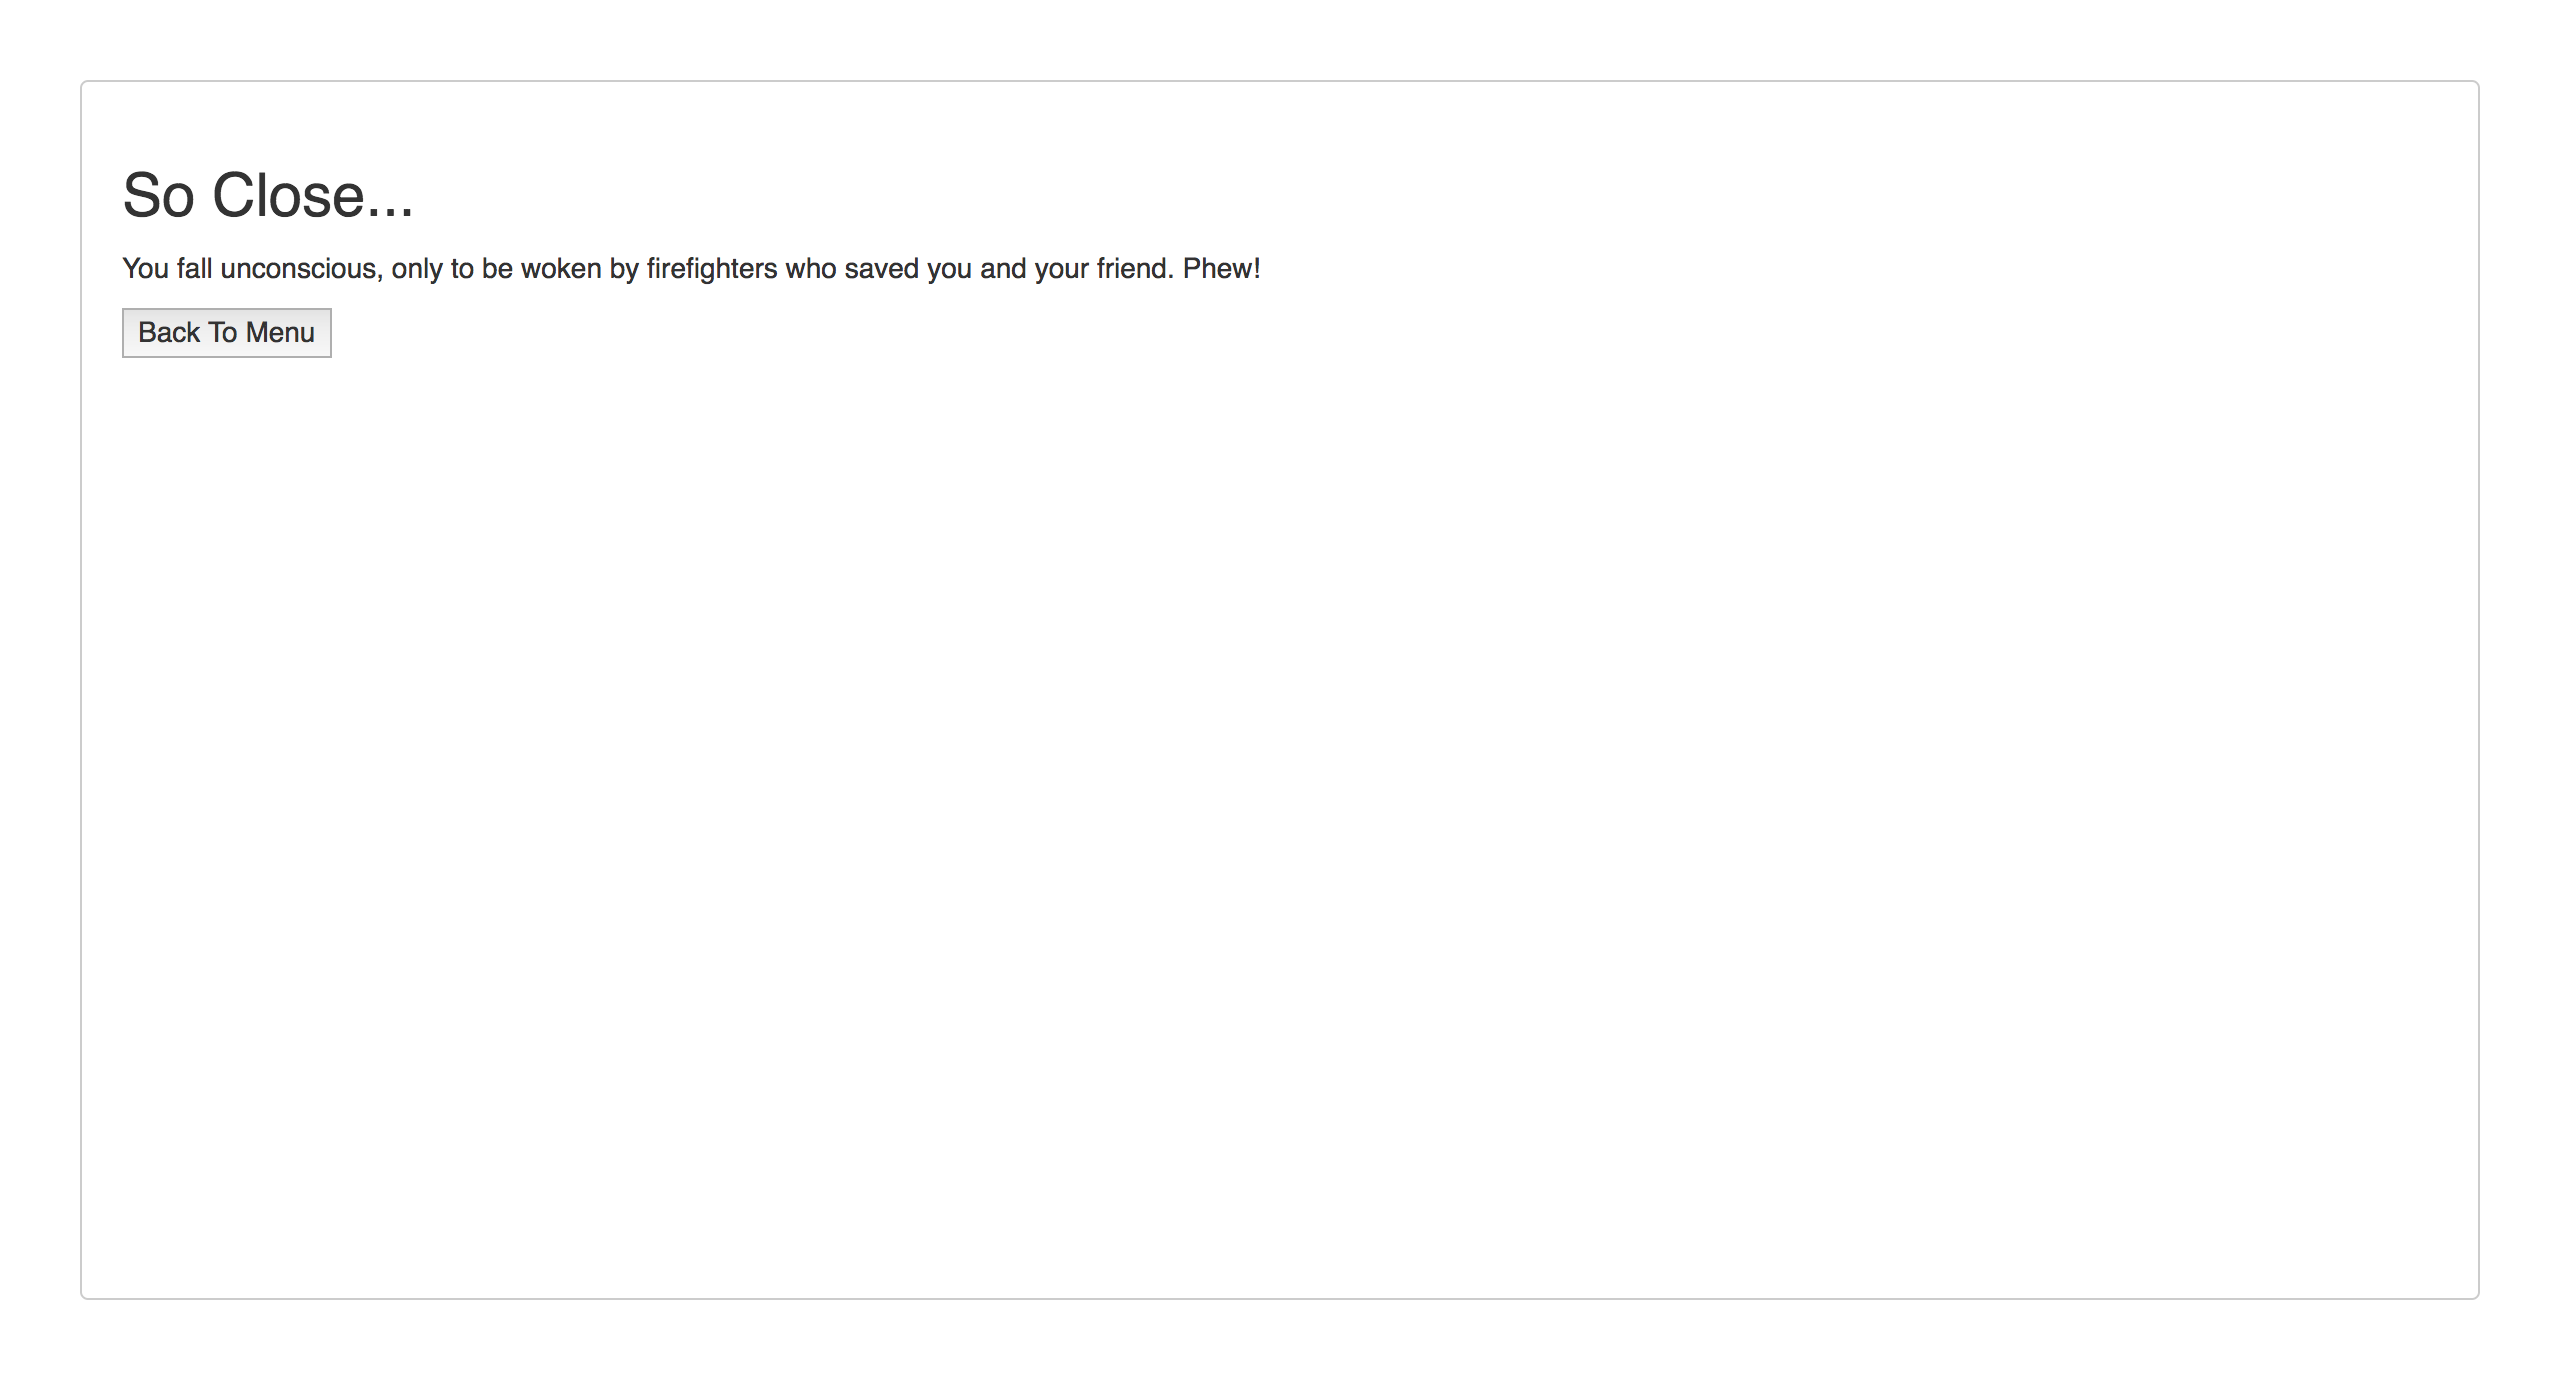 So Close...
You fall unconscious, only to be woken by firefighters who saved you and your friend. Phew!
Back To Menu